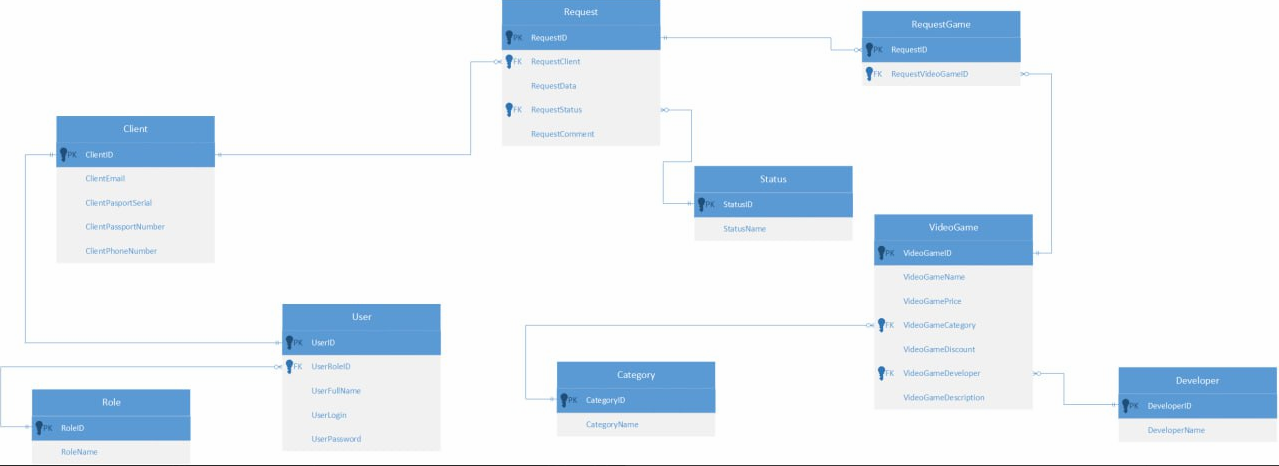 Request
PK RequestID
FK RequestClient
RequestData
FK RequestStatus
RequestComment
RequestGame
PK RequestID
FK RequestVideoGameID
Client
PK ClientID
ClientEmail
ClientPasportSerial
ClientPassportNumber
ClientPhoneNumber
Status
PK StatusID
StatusName
VideoGame
PK VideoGameID
VideoGameName
VideoGamePrice
FK VideoGameCategory
VideoGameDiscount
FK VideoGameDeveloper
VideoGameDescription
User
PK UserID
FK UserRoleID
UserFullName
UserLogin
UserPassword
Category
PK CategoryID
CategoryName
Developer
PK DeveloperID
DeveloperName
Role
PK RoleID
RoleName